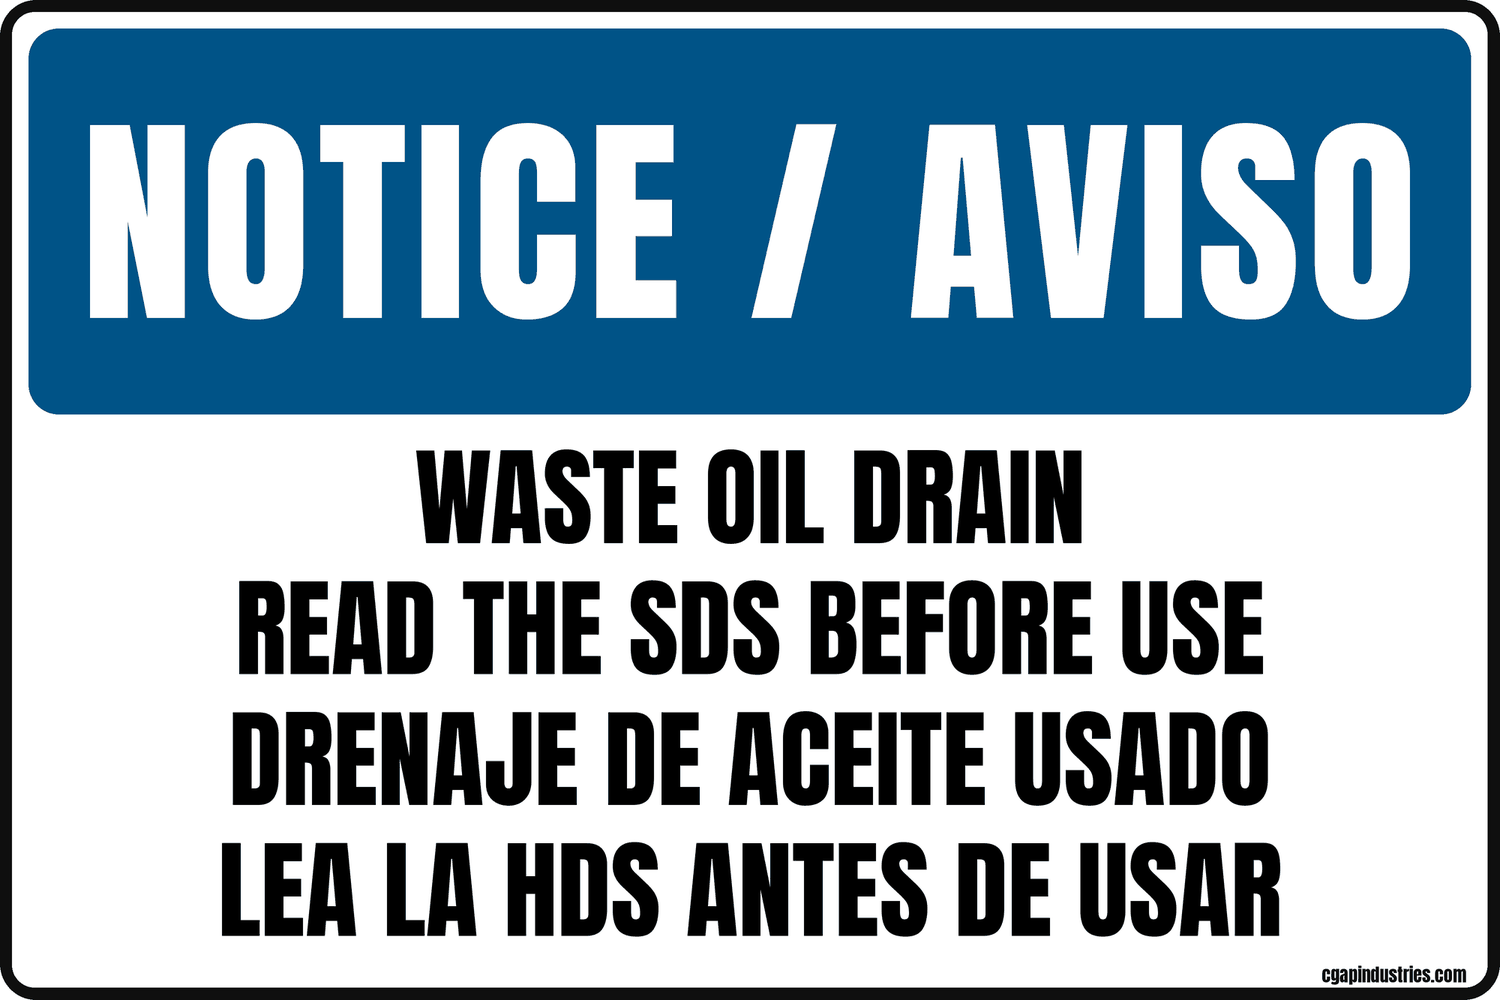 NOTICE / AVISO
WASTE OIL DRAIN
READ THE SDS BEFORE USE
DRENAJE DE ACEITE USADO
LEA LA HDS ANTES DE USAR
cgapindustries.com